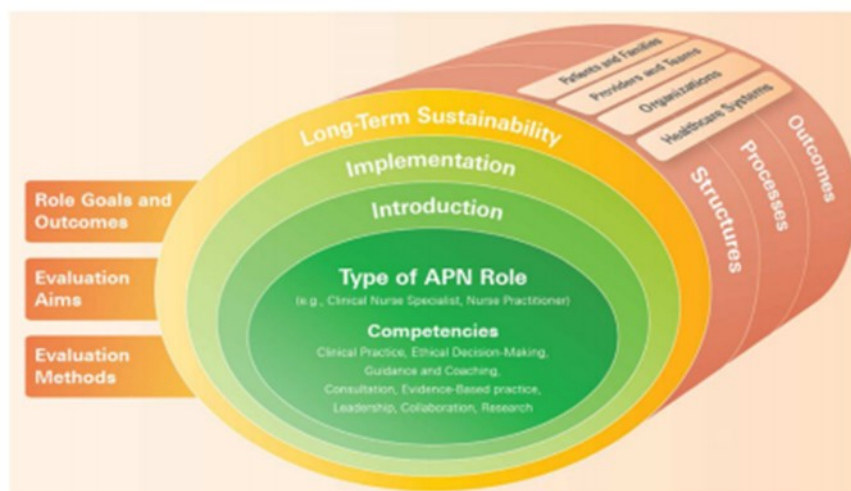 Long-Term Sustainability
Implementation
Introduction
Type of APN Role
(e.g., Clinical Nurse Specialist, Nurse Practitioner)
Competencies
Clinical Practice, Ethical Decision-Making,
Guidance and Coaching,
Consultation, Evidence-Based practice,
Leadership, Collaboration, Research
Role Goals and
Outcomes
Evaluation
Aims
Evaluation
Methods
Patients and Families
Providers and Teams
Organizations
Healthcare Systems
Structures
Processes
Outcomes